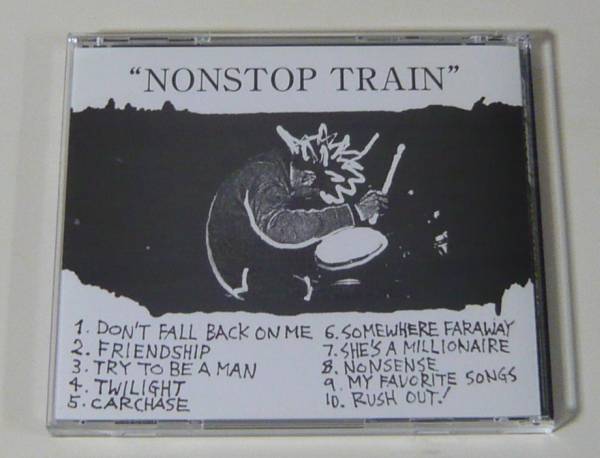 “NONSTOP TRAIN”
1. DON'T FALL BACK ON ME
2. FRIENDSHIP
3. TRY TO BE A MAN
4. TWILIGHT
5. CARCHASE
6. SOMEWHERE FARAWAY
7. SHE'S A MILLIONAIRE
8. NONSENSE
9. MY FAVORITE SONGS
10. RUSH OUT!